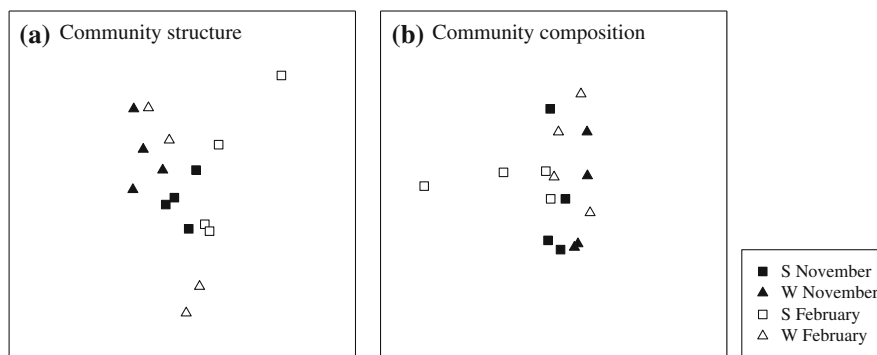 (a) Community structure
(b) Community composition
S November
W November
S February
W February